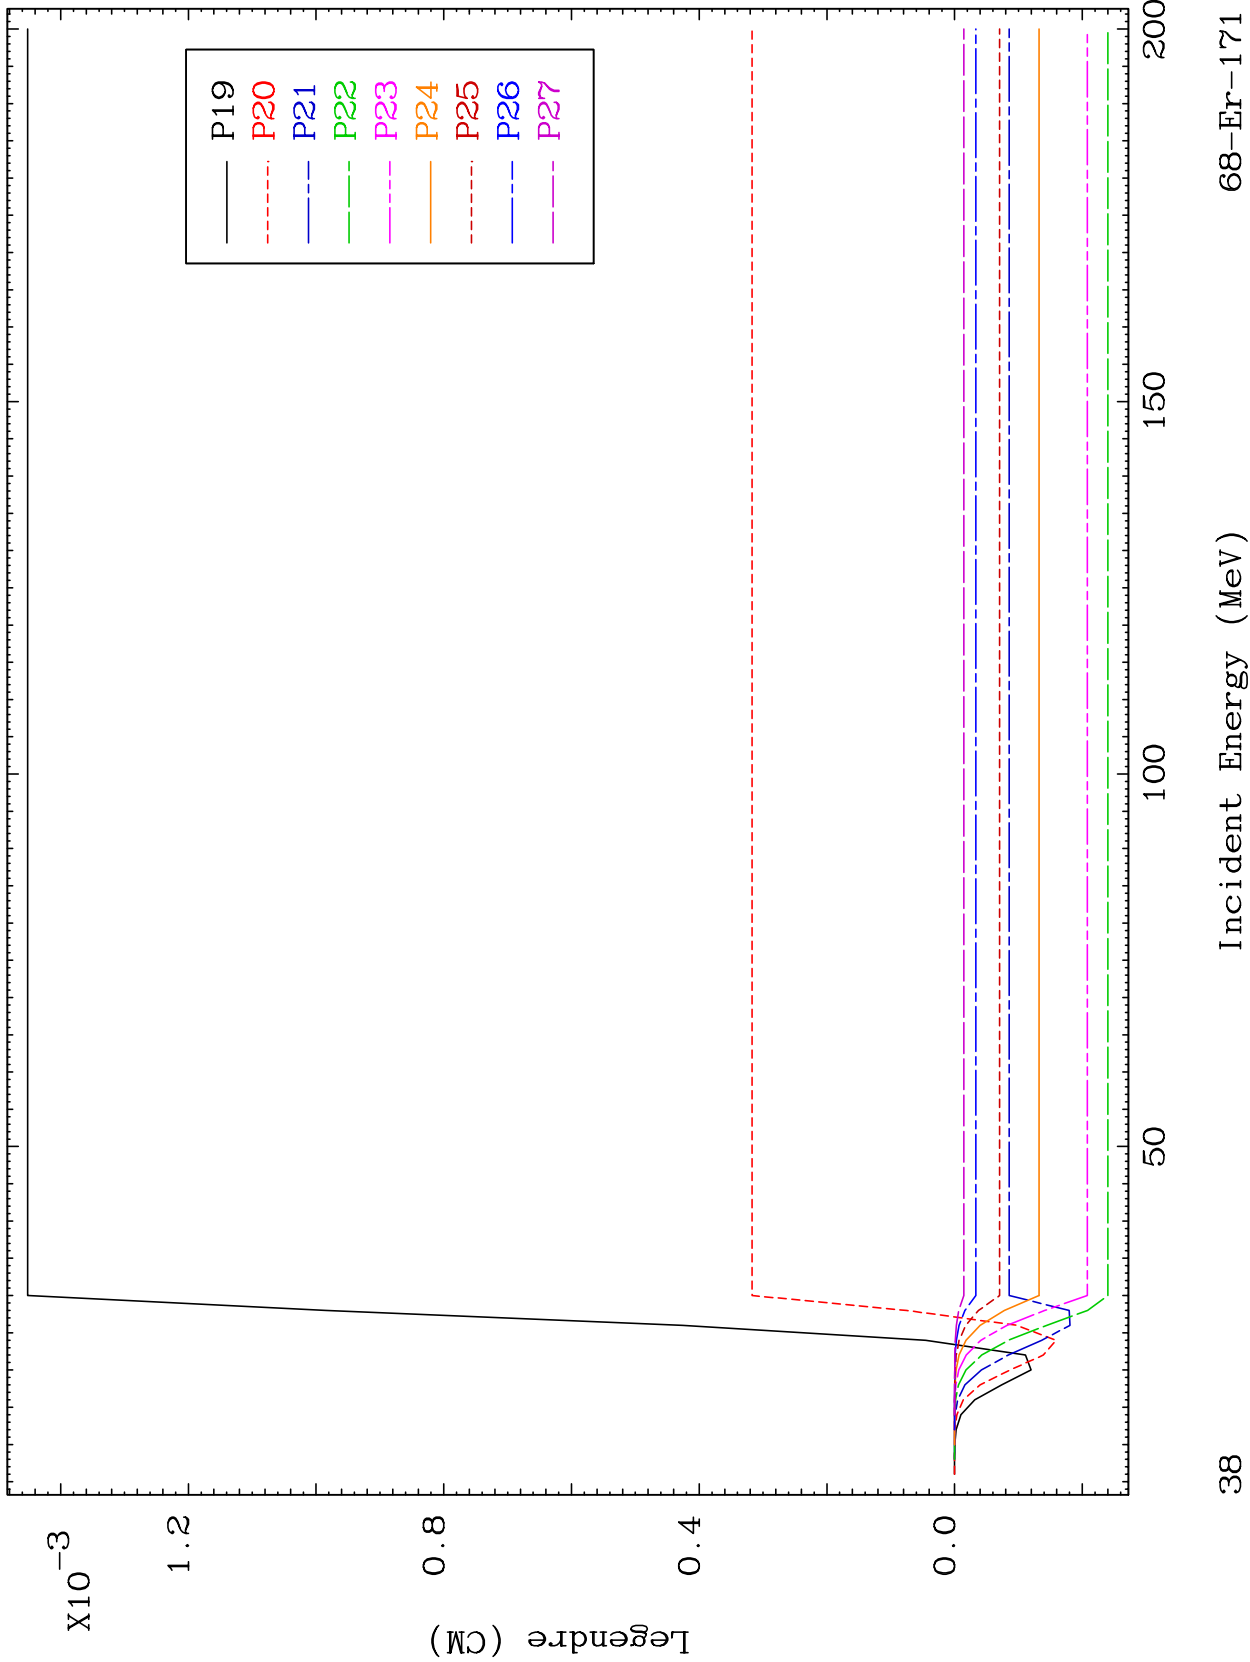 X10⁻³
1.2
0.8
0.4
0.0
Legendre (CM)
P19
P20
P21
P22
P23
P24
P25
P26
P27
50
100
150
200
38
Incident Energy (MeV)
68-Er-171